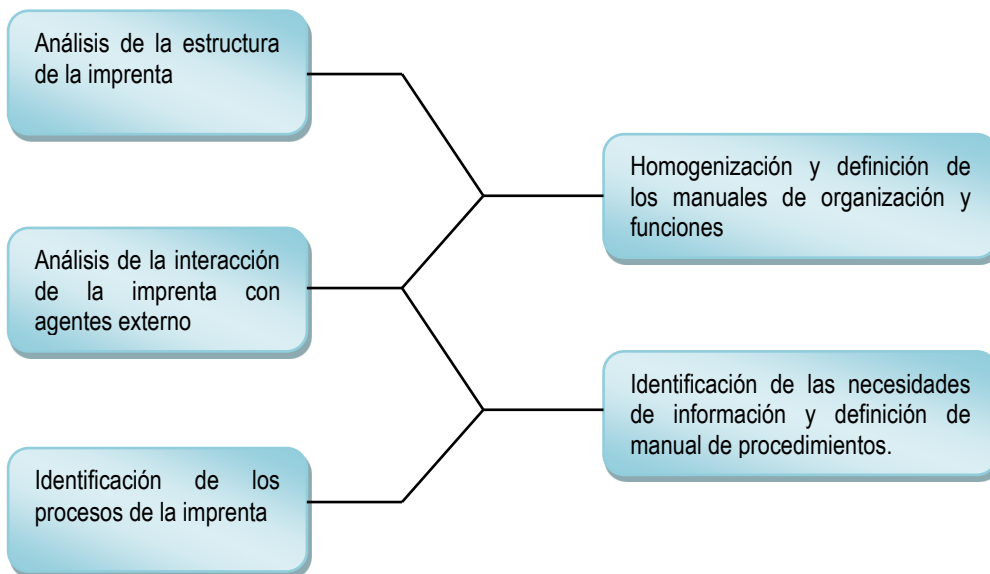 Análisis de la estructura
de la imprenta
Homogenización y definición de
los manuales de organización y
funciones
Análisis de la interacción
de la imprenta con
agentes externo
Identificación de las necesidades
de información y definición de
manual de procedimientos.
Identificación de los
procesos de la imprenta